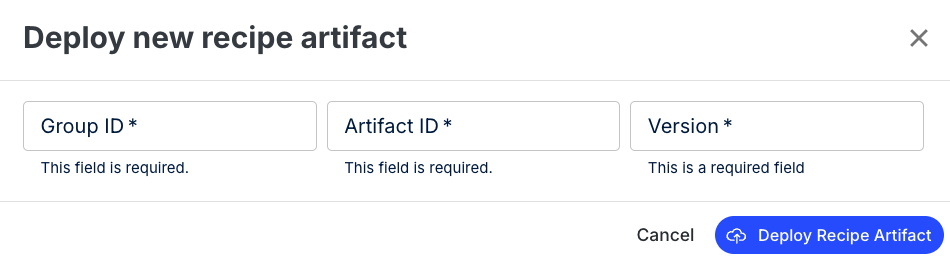 Deploy new recipe artifact
Group ID * Artifact ID * Version *
This field is required. This field is required. This is a required field
Cancel Deploy Recipe Artifact